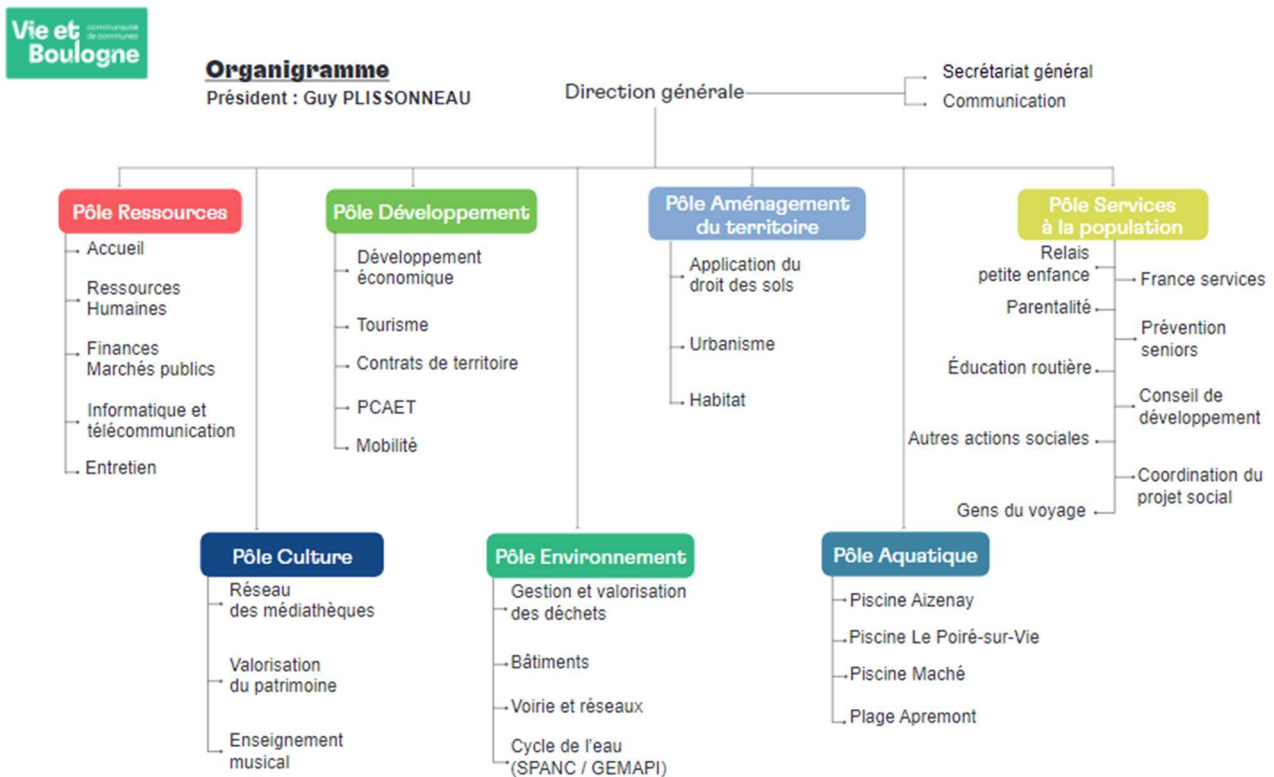 Vie et
Boulogne
communauté
de communes
Organigramme
Président : Guy PLISSONNEAU
Direction générale
Secrétariat général
Communication
Pôle Ressources
Accueil
Ressources
Humaines
Finances
Marchés publics
Informatique et
télécommunication
Entretien
Pôle Développement
Développement
économique
Tourisme
Contrats de territoire
PCAET
Mobilité
Pôle Aménagement
du territoire
Application du
droit des sols
Urbanisme
Habitat
Pôle Services
à la population
Relais
petite enfance
Parentalité
Éducation routière
Autres actions sociales
Gens du voyage
France services
Prévention
seniors
Conseil de
développement
Coordination du
projet social
Pôle Culture
Réseau
des médiathèques
Valorisation
du patrimoine
Enseignement
musical
Pôle Environnement
Gestion et valorisation
des déchets
Bâtiments
Voirie et réseaux
Cycle de l'eau
(SPANC / GEMAPI)
Pôle Aquatique
Piscine Aizenay
Piscine Le Poiré-sur-Vie
Piscine Maché
Plage Apremont